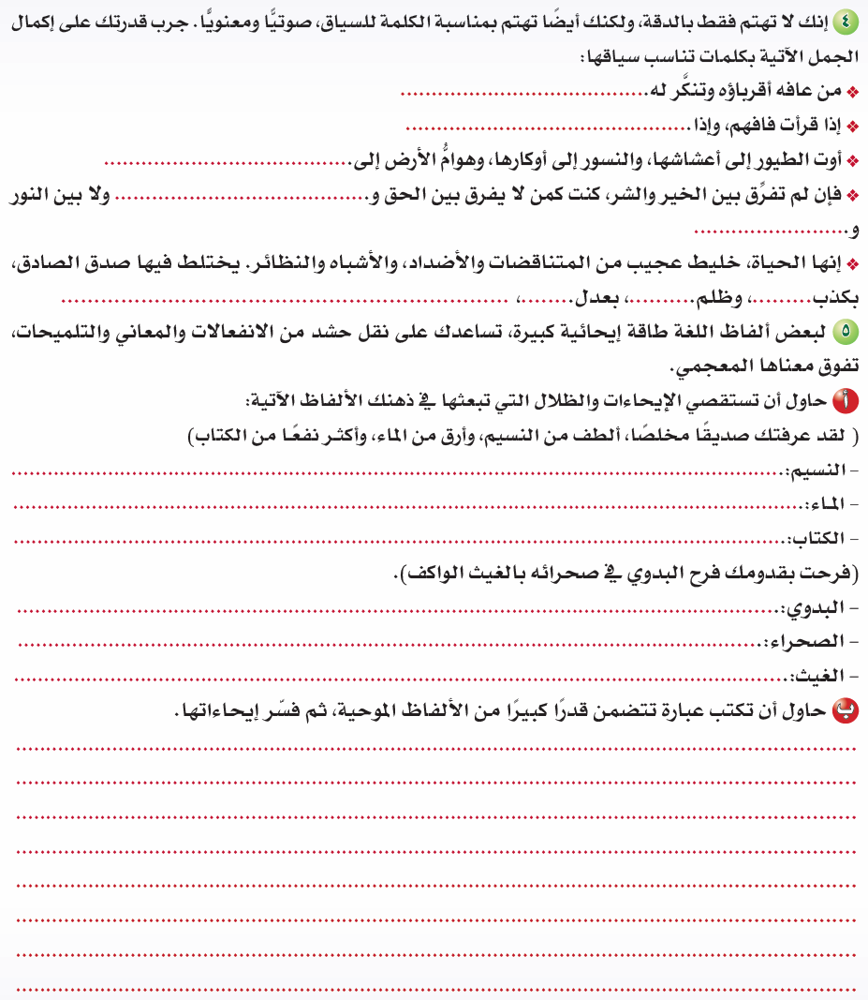 ٤ إنك لا تهتم فقط بالدقة، ولكنك أيضًا تهتم بمناسبة الكلمة للسياق، صوتيًّا ومعنويًّا. جرب قدرتك على إكمال
الجمل الآتية بكلمات تناسب سياقها:
❖ من عافه أقرباؤه وتنكَّر له........................................
❖ إذا قرأت فافهم، وإذا..............................................
❖ أوت الطيور إلى أعشاشها، والنسور إلى أوكارها، وهوامُّ الأرض إلى........................................
❖ فإن لم تفرِّق بين الخير والشر، كنت كمن لا يفرق بين الحق و......................................... ولا بين النور
و.........................
❖ إنها الحياة، خليط عجيب من المتناقضات والأضداد، والأشباه والنظائر. يختلط فيها صدق الصادق،
بكذب..........، وظلم...........، بعدل.........، ........................................................................
٥ لبعض ألفاظ اللغة طاقة إيحائية كبيرة، تساعدك على نقل حشد من الانفعالات والمعاني والتلميحات،
تفوق معناها المعجمي.
أ حاول أن تستقصي الإيحاءات والظلال التي تبعثها في ذهنك الألفاظ الآتية:
( لقد عرفتك صديقًا مخلصًا، ألطف من النسيم، وأرق من الماء، وأكثر نفعًا من الكتاب)
- النسيم:........................................................................
- الماء:........................................................................
- الكتاب:........................................................................
(فرحت بقدومك فرح البدوي في صحرائه بالغيث الواكف).
- البدوي:........................................................................
- الصحراء:........................................................................
- الغيث:........................................................................
ب حاول أن تكتب عبارة تتضمن قدرًا كبيرًا من الألفاظ الموحية، ثم فسّر إيحاءاتها.